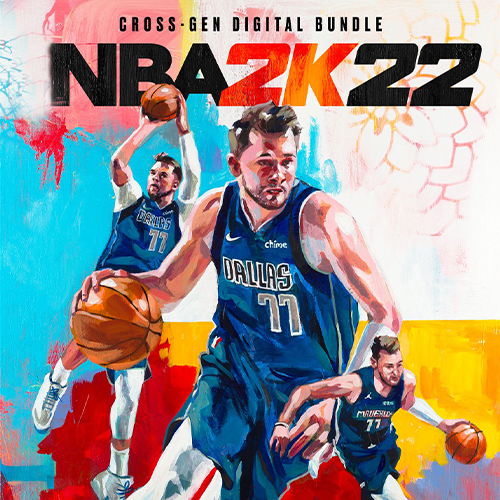 CROSS-GEN DIGITAL BUNDLE
NBA2K22
DALLAS
77
chime
DALLAS
77
MAVERICKS
77